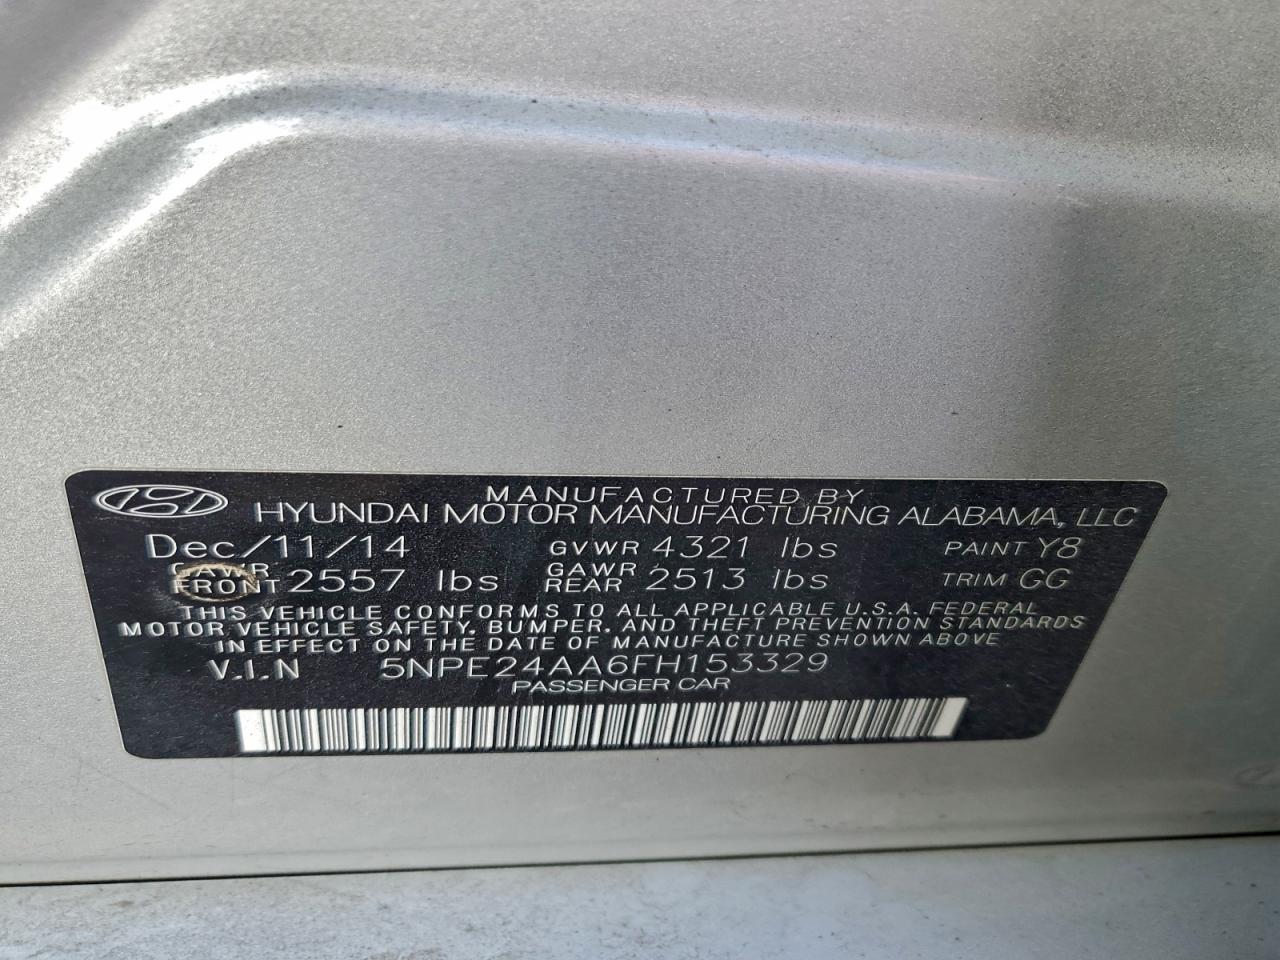 MANUFACTURED BY
HYUNDAI MOTOR MANUFACTURING ALABAMA, LLC
Dec/11/14 GVWR 4321 lbs PAINT Y8
GAWR FRONT 2557 lbs GAWR REAR 2513 lbs TRIM GG
THIS VEHICLE CONFORMS TO ALL APPLICABLE U.S.A. FEDERAL
MOTOR VEHICLE SAFETY, BUMPER, AND THEFT PREVENTION STANDARDS
IN EFFECT ON THE DATE OF MANUFACTURE SHOWN ABOVE
V.I.N 5NPE24AA6FH153329
PASSENGER CAR